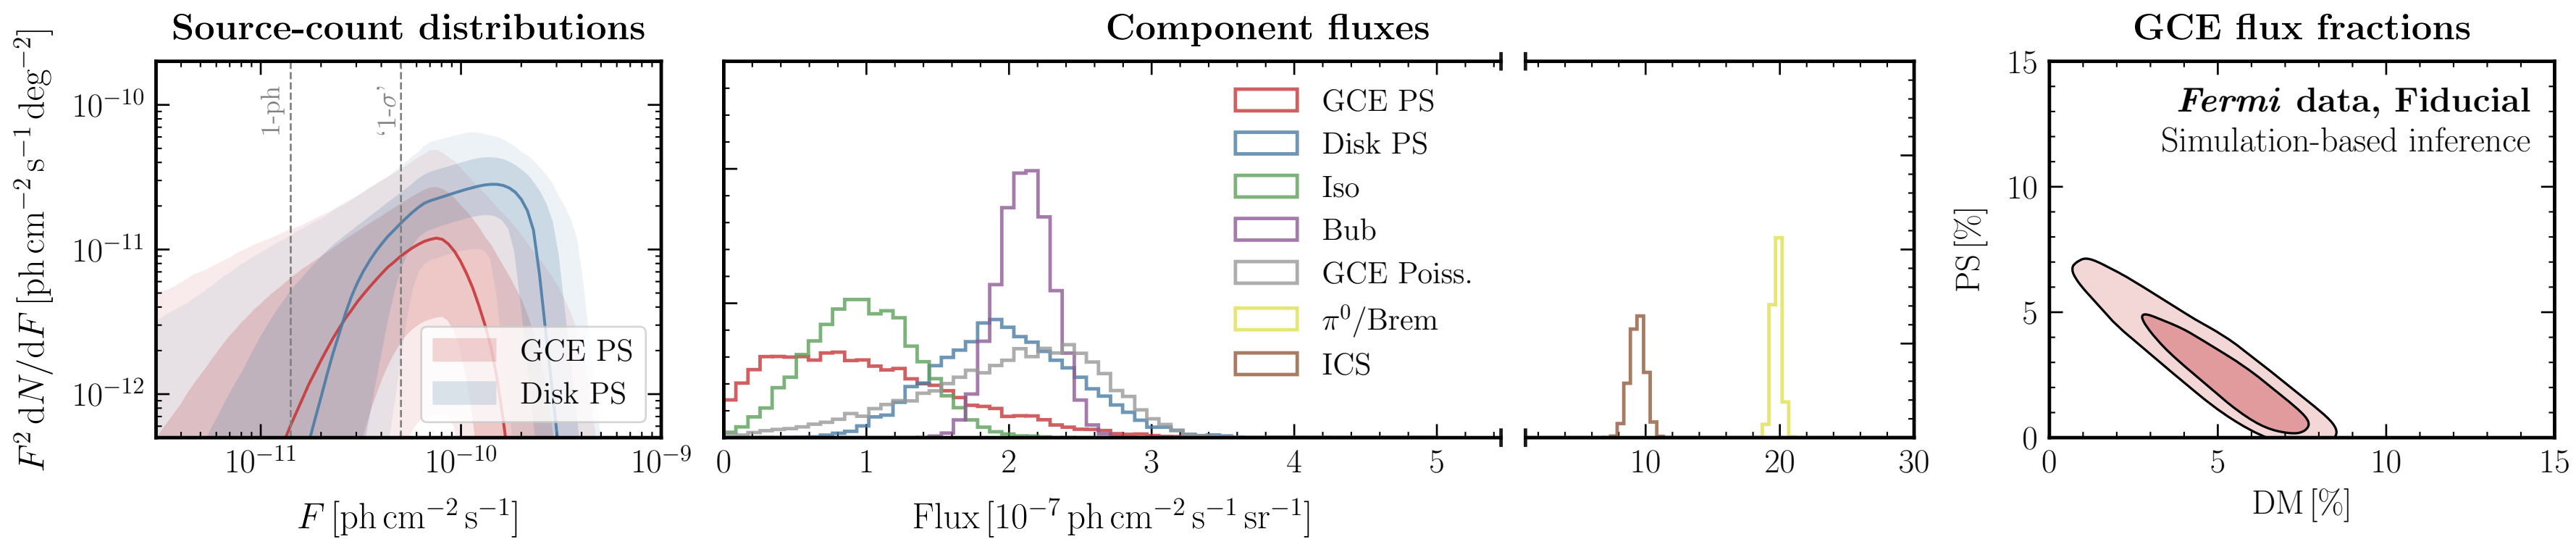 Source-count distributions
F² dN/dF [ph cm⁻² s⁻¹ deg⁻²]
10⁻¹⁰
10⁻¹¹
10⁻¹²
1-ph
‘1-σ’
GCE PS
Disk PS
10⁻¹¹
10⁻¹⁰
10⁻⁹
F [ph cm⁻² s⁻¹]
Component fluxes
GCE PS
Disk PS
Iso
Bub
GCE Poiss.
π⁰/Brem
ICS
0
1
2
3
4
5
10
20
30
Flux [10⁻⁷ ph cm⁻² s⁻¹ sr⁻¹]
GCE flux fractions
Fermi data, Fiducial
Simulation-based inference
PS [%]
15
10
5
0
0
5
10
15
DM [%]